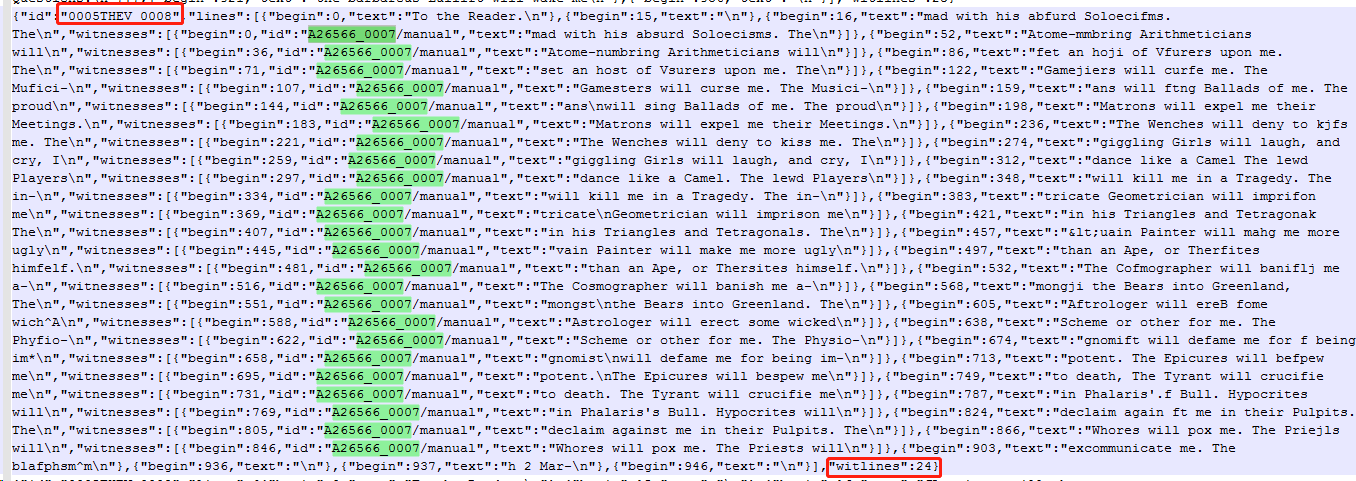 {"id":"0005THEV_0008","lines":[{"begin":0,"text":"To the Reader.\n"},{"begin":15,"text":"\n"},{"begin":16,"text":"mad with his abfurd Soloecifms.
The\n","witnesses":[{"begin":0,"id":"A26566_0007/manual","text":"mad with his absurd Soloecisms. The\n"}]},{"begin":52,"text":"Atome-mmbring Arithmeticians
will\n","witnesses":[{"begin":36,"id":"A26566_0007/manual","text":"Atome-numbring Arithmeticians will\n"}]},{"begin":86,"text":"fet an hoji of Vfurers upon me.
The\n","witnesses":[{"begin":71,"id":"A26566_0007/manual","text":"set an host of Vsurers upon me. The\n"}]},{"begin":122,"text":"Gamejiers will curfe me. The
Mufici-\n","witnesses":[{"begin":107,"id":"A26566_0007/manual","text":"Gamesters will curse me. The Musici-\n"}]},{"begin":159,"text":"ans will ftng Ballads of me. The
proud\n","witnesses":[{"begin":144,"id":"A26566_0007/manual","text":"ans\nwill sing Ballads of me. The proud\n"}]},{"begin":198,"text":"Matrons will expel me their
Meetings.\n","witnesses":[{"begin":183,"id":"A26566_0007/manual","text":"Matrons will expel me their Meetings.\n"}]},{"begin":236,"text":"The Wenches will deny to kjfs
me. The\n","witnesses":[{"begin":221,"id":"A26566_0007/manual","text":"The Wenches will deny to kiss me. The\n"}]},{"begin":274,"text":"giggling Girls will laugh, and
cry, I\n","witnesses":[{"begin":259,"id":"A26566_0007/manual","text":"giggling Girls will laugh, and cry, I\n"}]},{"begin":312,"text":"dance like a Camel The lewd
Players\n","witnesses":[{"begin":297,"id":"A26566_0007/manual","text":"dance like a Camel. The lewd Players\n"}]},{"begin":348,"text":"will kill me in a Tragedy. The
in-\n","witnesses":[{"begin":334,"id":"A26566_0007/manual","text":"will kill me in a Tragedy. The in-\n"}]},{"begin":383,"text":"tricate Geometrician will imprifon
me\n","witnesses":[{"begin":369,"id":"A26566_0007/manual","text":"tricate\nGeometrician will imprison me\n"}]},{"begin":421,"text":"in his Triangles and Tetragonak
The\n","witnesses":[{"begin":407,"id":"A26566_0007/manual","text":"in his Triangles and Tetragonals. The\n"}]},{"begin":457,"text":"&lt;uain Painter will mahg me more
ugly\n","witnesses":[{"begin":445,"id":"A26566_0007/manual","text":"vain Painter will make me more ugly\n"}]},{"begin":497,"text":"than an Ape, or Therfites
himfelf.\n","witnesses":[{"begin":481,"id":"A26566_0007/manual","text":"than an Ape, or Thersites himself.\n"}]},{"begin":532,"text":"The Cofmographer will baniflj me
a-\n","witnesses":[{"begin":516,"id":"A26566_0007/manual","text":"The Cosmographer will banish me a-\n"}]},{"begin":568,"text":"mongji the Bears into Greenland,
The\n","witnesses":[{"begin":551,"id":"A26566_0007/manual","text":"mongst\nthe Bears into Greenland. The\n"}]},{"begin":605,"text":"Aftrologer will ereB fome
wich^A\n","witnesses":[{"begin":588,"id":"A26566_0007/manual","text":"Astrologer will erect some wicked\n"}]},{"begin":638,"text":"Scheme or other for me. The
Phyfio-\n","witnesses":[{"begin":622,"id":"A26566_0007/manual","text":"Scheme or other for me. The Physio-\n"}]},{"begin":674,"text":"gnomift will defame me for f being
im*\n","witnesses":[{"begin":658,"id":"A26566_0007/manual","text":"gnomist\nwill defame me for being im-\n"}]},{"begin":713,"text":"potent. The Epicures will befpew
me\n","witnesses":[{"begin":695,"id":"A26566_0007/manual","text":"potent.\nThe Epicures will bespew me\n"}]},{"begin":749,"text":"to death, The Tyrant will crucifie
me\n","witnesses":[{"begin":731,"id":"A26566_0007/manual","text":"to death. The Tyrant will crucifie me\n"}]},{"begin":787,"text":"in Phalaris'.f Bull. Hypocrites
will\n","witnesses":[{"begin":769,"id":"A26566_0007/manual","text":"in Phalaris's Bull. Hypocrites will\n"}]},{"begin":824,"text":"declaim again ft me in their Pulpits.
The\n","witnesses":[{"begin":805,"id":"A26566_0007/manual","text":"declaim against me in their Pulpits. The\n"}]},{"begin":866,"text":"Whores will pox me. The Priejls
will\n","witnesses":[{"begin":846,"id":"A26566_0007/manual","text":"Whores will pox me. The Priests will\n"}]},{"begin":903,"text":"excommunicate me. The
blafphsm^m\n"},{"begin":936,"text":"\n"},{"begin":937,"text":"h 2 Mar-\n"},{"begin":946,"text":"\n"}],"witlines":24}